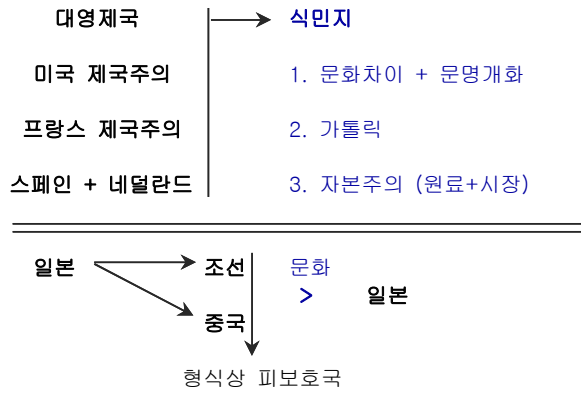 대영제국 식민지
미국 제국주의 1. 문화차이 + 문명개화
프랑스 제국주의 2. 가톨릭
스페인 + 네덜란드 3. 자본주의 (원료+시장)
일본 조선 문화
> 일본
중국
형식상 피보호국